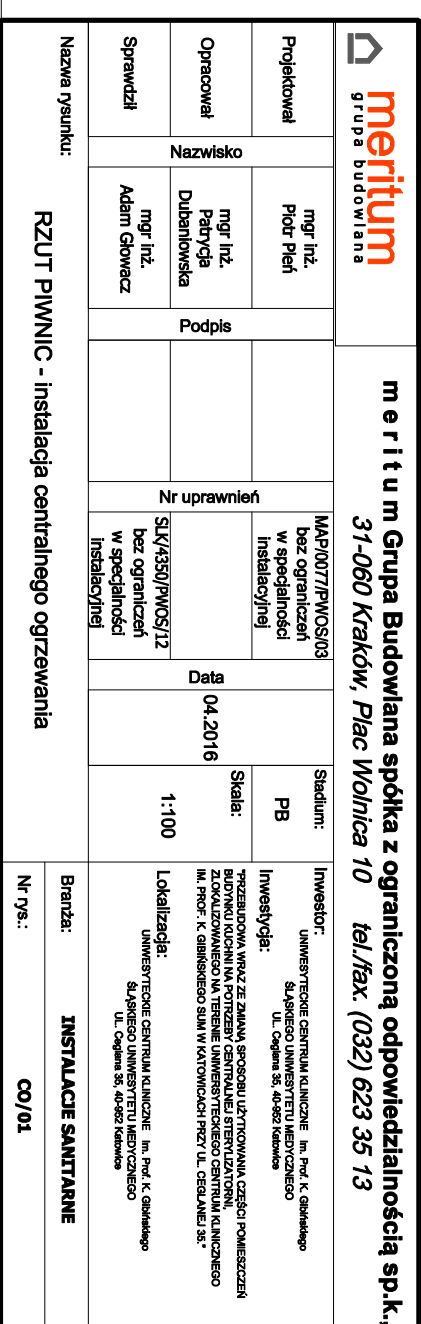 meritum
grupa budowlana
m e r i t u m Grupa Budowlana spółka z ograniczoną odpowiedzialnością sp.k.,
31-060 Kraków, Plac Wolnica 10 tel./fax. (032) 623 35 13
Projektował
Opracował
Sprawdził
Nazwisko
mgr inż.
Piotr Pleń
mgr inż.
Patrycja
Dubaniowska
mgr inż.
Adam Głowacz
Podpis
Nr uprawnień
MAP/0077/PWOS/03
bez ograniczeń
w specjalności
instalacyjnej
SLK/4350/PWOS/12
bez ograniczeń
w specjalności
instalacyjnej
Data
04.2016
Stadium:
PB
Skala:
1:100
Inwestor:
UNIWESYTECKIE CENTRUM KLINICZNE im. Prof. K. Gibińskiego
ŚLĄSKIEGO UNIWESYTETU MEDYCZNEGO
UL. Ceglana 35, 40-952 Katowice
Inwestycja:
"PRZEBUDOWA WRAZ ZE ZMIANĄ SPOSOBU UŻYTKOWANIA CZĘŚCI POMIESZCZEŃ
BUDYNKU KUCHNI NA POTRZEBY CENTRALNEJ STERYLIZATORNI,
ZLOKALIZOWANEGO NA TERENIE UNIWERSYTECKIEGO CENTRUM KLINICZNEGO
IM. PROF. K. GIBIŃSKIEGO SUM W KATOWICACH PRZY UL. CEGLANEJ 35."
Lokalizacja:
UNIWESYTECKIE CENTRUM KLINICZNE im. Prof. K. Gibińskiego
ŚLĄSKIEGO UNIWESYTETU MEDYCZNEGO
UL. Ceglana 35, 40-952 Katowice
Nazwa rysunku:
RZUT PIWNIC - instalacja centralnego ogrzewania
Branża:
INSTALACJE SANITARNE
Nr rys.:
CO/01